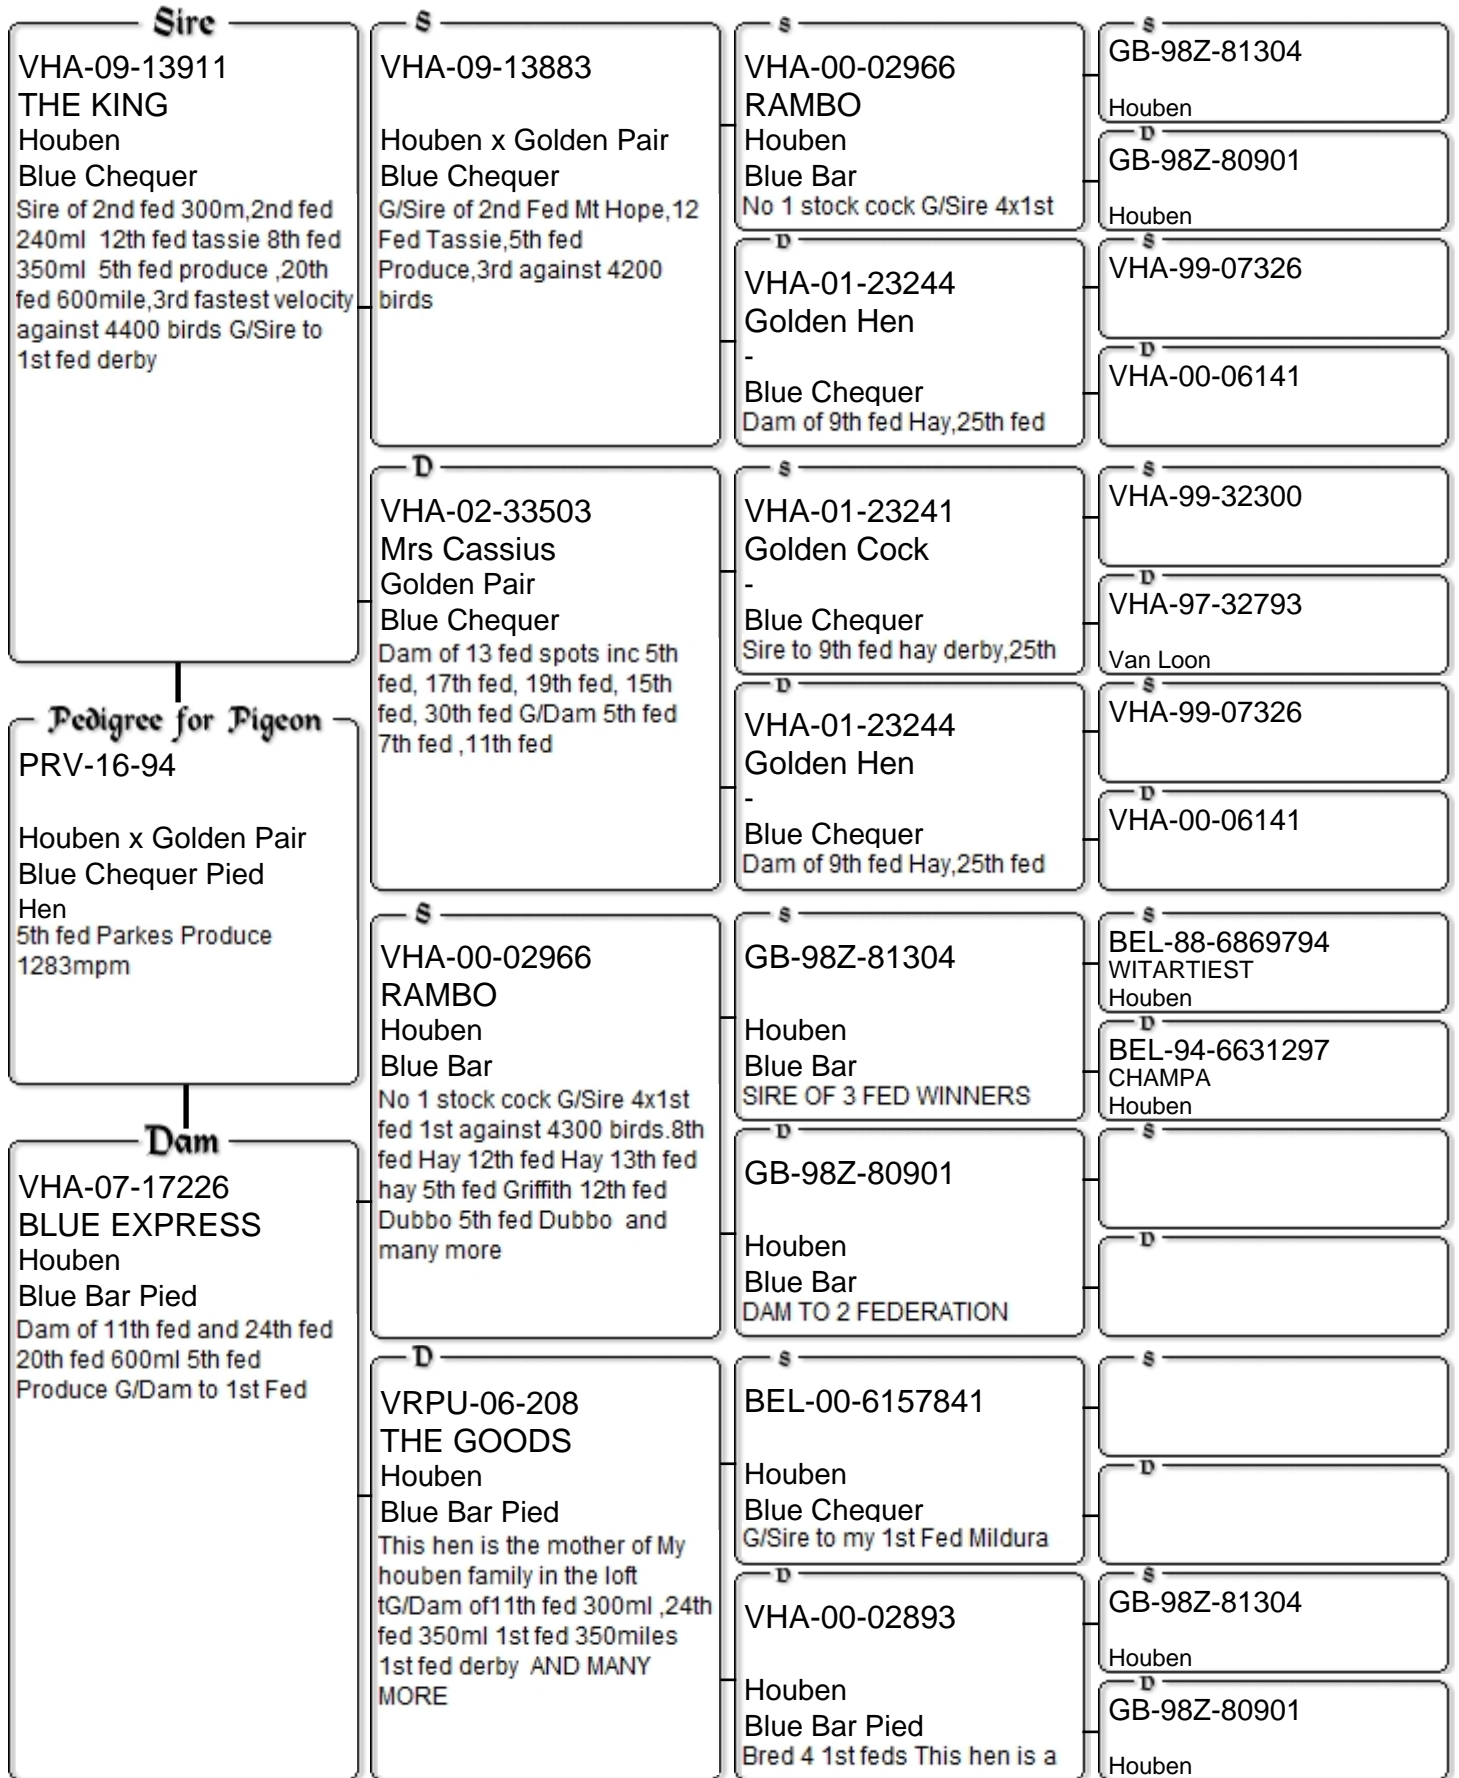 Sire
VHA-09-13911
THE KING
Houben
Blue Chequer
Sire of 2nd fed 300m,2nd fed
240ml 12th fed tassie 8th fed
350ml 5th fed produce ,20th
fed 600mile,3rd fastest velocity
against 4400 birds G/Sire to
1st fed derby
Pedigree for Pigeon
PRV-16-94
Houben x Golden Pair
Blue Chequer Pied
Hen
5th fed Parkes Produce
1283mpm
Dam
VHA-07-17226
BLUE EXPRESS
Houben
Blue Bar Pied
Dam of 11th fed and 24th fed
20th fed 600ml 5th fed
Produce G/Dam to 1st Fed
S
VHA-09-13883
Houben x Golden Pair
Blue Chequer
G/Sire of 2nd Fed Mt Hope,12
Fed Tassie,5th fed
Produce,3rd against 4200
birds
D
VHA-02-33503
Mrs Cassius
Golden Pair
Blue Chequer
Dam of 13 fed spots inc 5th
fed, 17th fed, 19th fed, 15th
fed, 30th fed G/Dam 5th fed
7th fed ,11th fed
S
VHA-00-02966
RAMBO
Houben
Blue Bar
No 1 stock cock G/Sire 4x1st
fed 1st against 4300 birds.8th
fed Hay 12th fed Hay 13th fed
hay 5th fed Griffith 12th fed
Dubbo 5th fed Dubbo and
many more
D
VRPU-06-208
THE GOODS
Houben
Blue Bar Pied
This hen is the mother of My
houben family in the loft
tG/Dam of11th fed 300ml ,24th
fed 350ml 1st fed 350miles
1st fed derby AND MANY
MORE
S
VHA-00-02966
RAMBO
Houben
Blue Bar
No 1 stock cock G/Sire 4x1st
D
VHA-01-23244
Golden Hen
-
Blue Chequer
Dam of 9th fed Hay,25th fed
S
VHA-01-23241
Golden Cock
-
Blue Chequer
Sire to 9th fed hay derby,25th
D
VHA-01-23244
Golden Hen
-
Blue Chequer
Dam of 9th fed Hay,25th fed
S
GB-98Z-81304
Houben
Blue Bar
SIRE OF 3 FED WINNERS
D
GB-98Z-80901
Houben
Blue Bar
DAM TO 2 FEDERATION
S
BEL-00-6157841
Houben
Blue Chequer
G/Sire to my 1st Fed Mildura
D
VHA-00-02893
Houben
Blue Bar Pied
Bred 4 1st feds This hen is a
S
GB-98Z-81304
Houben
D
GB-98Z-80901
Houben
S
VHA-99-07326
D
VHA-00-06141
S
VHA-99-32300
D
VHA-97-32793
Van Loon
S
VHA-99-07326
D
VHA-00-06141
S
BEL-88-6869794
WITARTIEST
Houben
D
BEL-94-6631297
CHAMPA
Houben
S
D
S
D
S
GB-98Z-81304
Houben
D
GB-98Z-80901
Houben